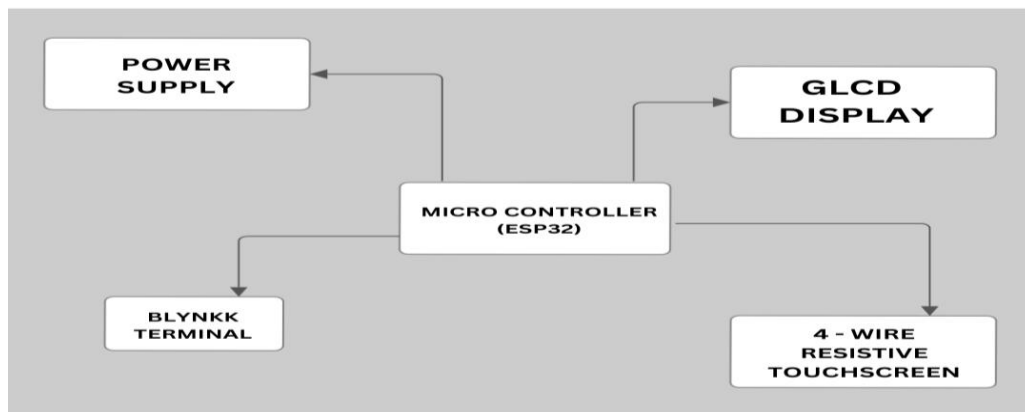 POWER
SUPPLY
GLCD
DISPLAY
MICRO CONTROLLER
(ESP32)
BLYNKK
TERMINAL
4 - WIRE
RESISTIVE
TOUCHSCREEN